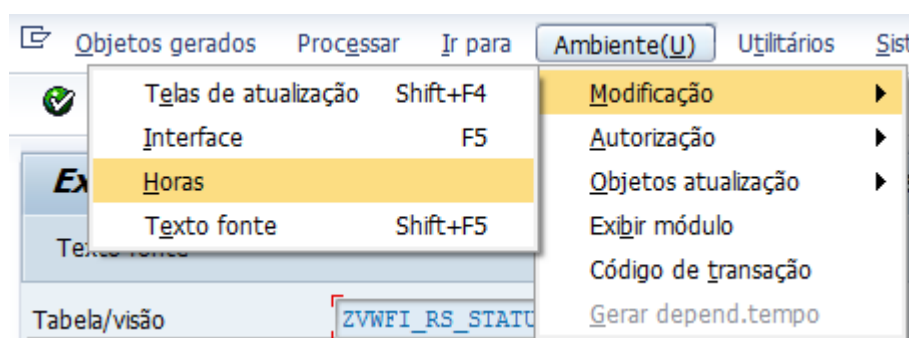 Objetos gerados Processar Ir para Ambiente(U) Utilitários
Telas de atualização Shift+F4
Interface F5
Horas
Texto fonte Shift+F5
Modificação
Autorização
Objetos atualização
Exibir módulo
Código de transação
Gerar depend.tempo
Tabela/visão ZVWFI_RS_STATU